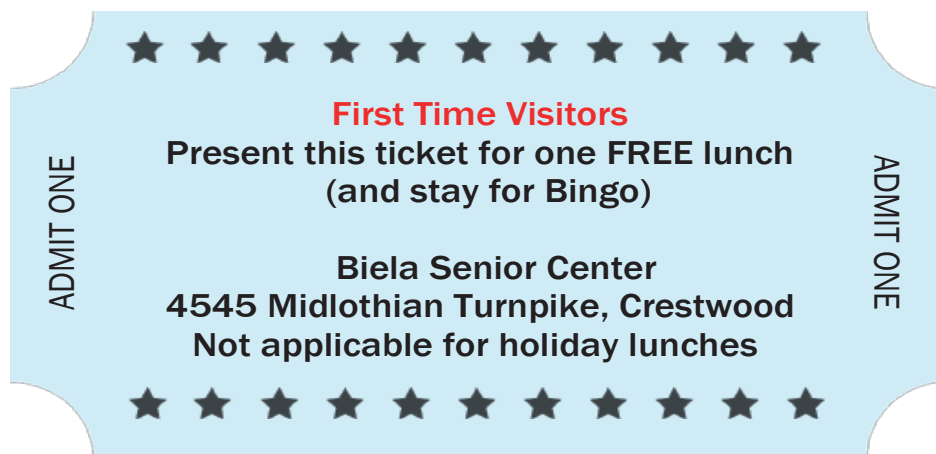 First Time Visitors
Present this ticket for one FREE lunch
(and stay for Bingo)
ADMIT ONE
ADMIT ONE
Biela Senior Center
4545 Midlothian Turnpike, Crestwood
Not applicable for holiday lunches